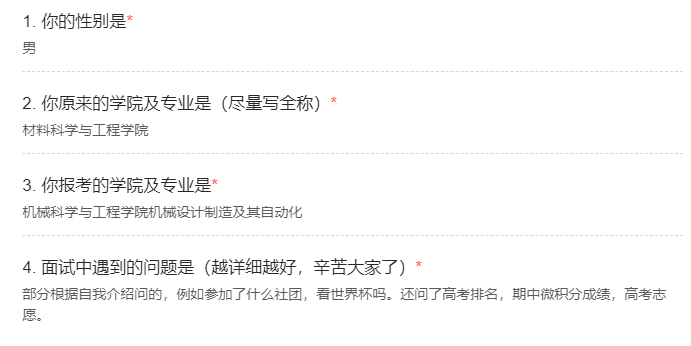 1. 你的性别是*
男
2. 你原来的学院及专业是（尽量写全称）*
材料科学与工程学院
3. 你报考的学院及专业是*
机械科学与工程学院机械设计制造及其自动化
4. 面试中遇到的问题是（越详细越好，辛苦大家了）*
部分根据自我介绍问的，例如参加了什么社团，看世界杯吗。还问了高考排名，期中微积分成绩，高考志
愿。